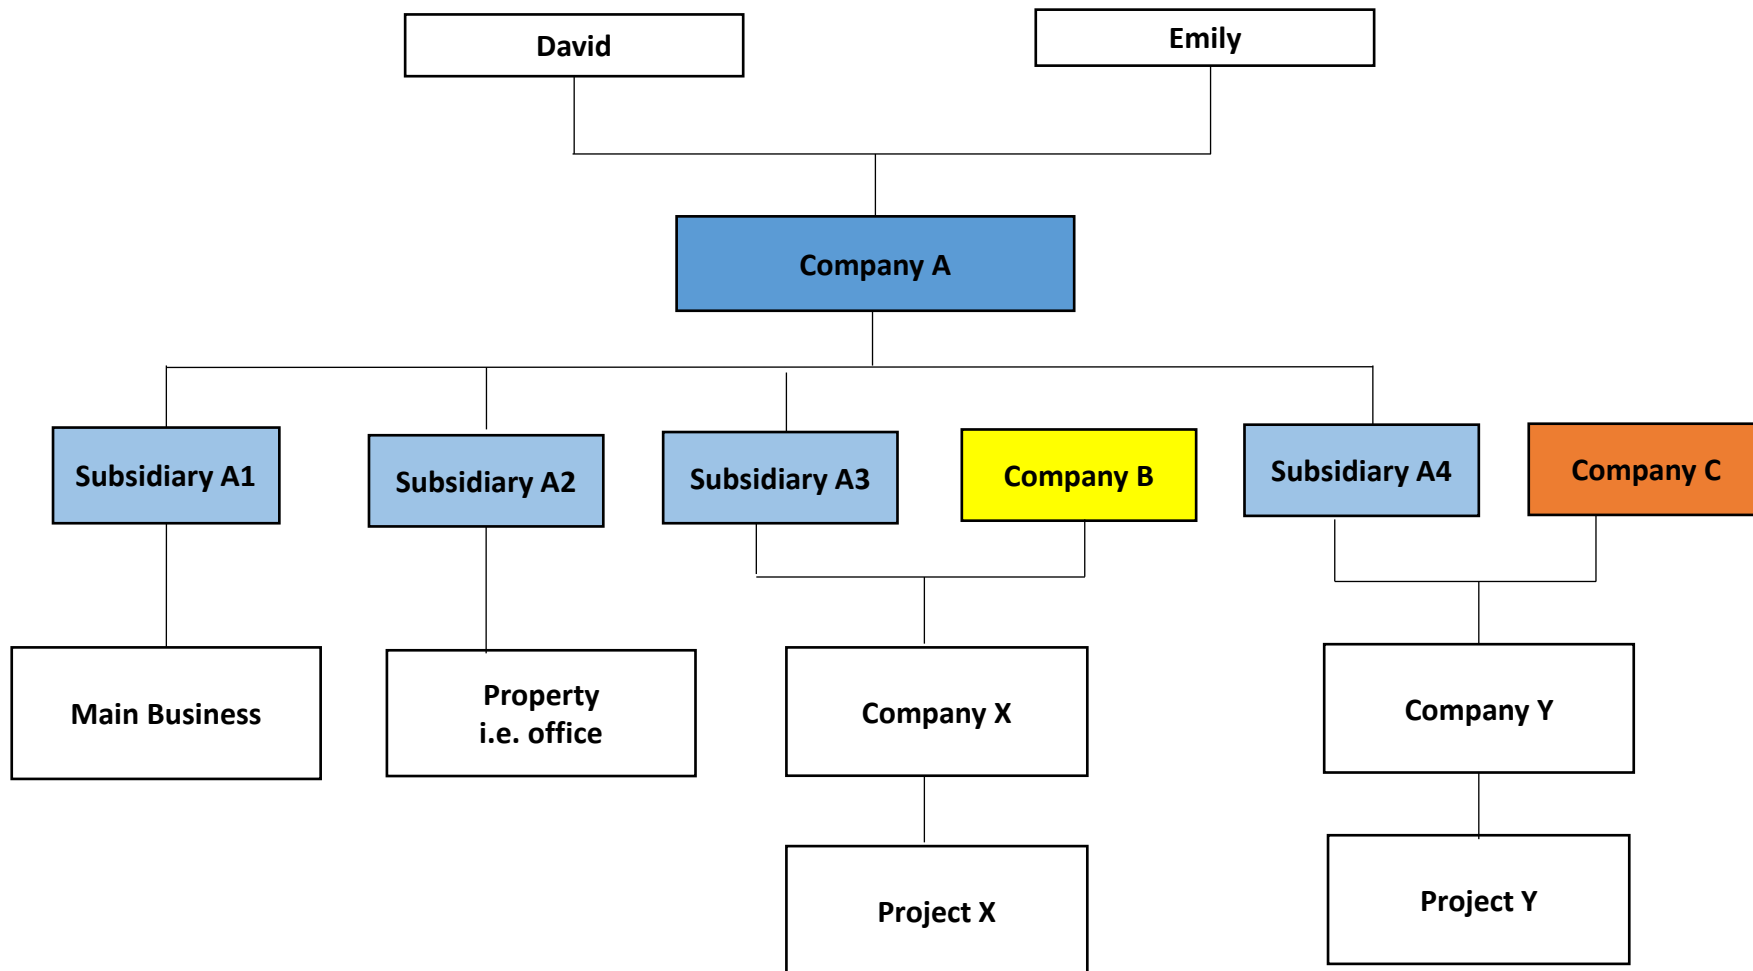 David
Emily
Company A
Subsidiary A1
Subsidiary A2
Subsidiary A3
Company B
Subsidiary A4
Company C
Main Business
Property
i.e. office
Company X
Company Y
Project X
Project Y